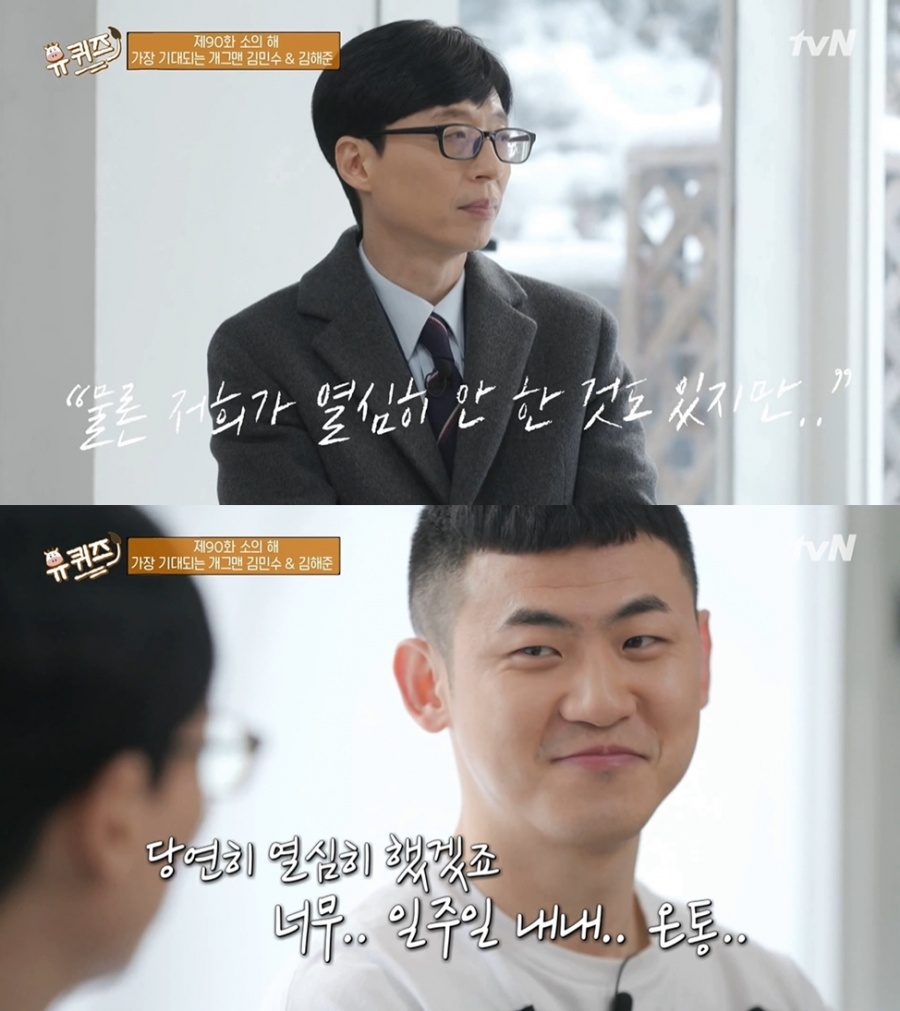 유퀴즈
제90화 소의 해
가장 기대되는 개그맨 김민수 & 김해준
tvN
“물론 저희가 열심히 안 한 것도 있지만..”
유퀴즈
제90화 소의 해
가장 기대되는 개그맨 김민수 & 김해준
tvN
당연히 열심히 했겠죠
너무.. 일주일 내내.. 온통..